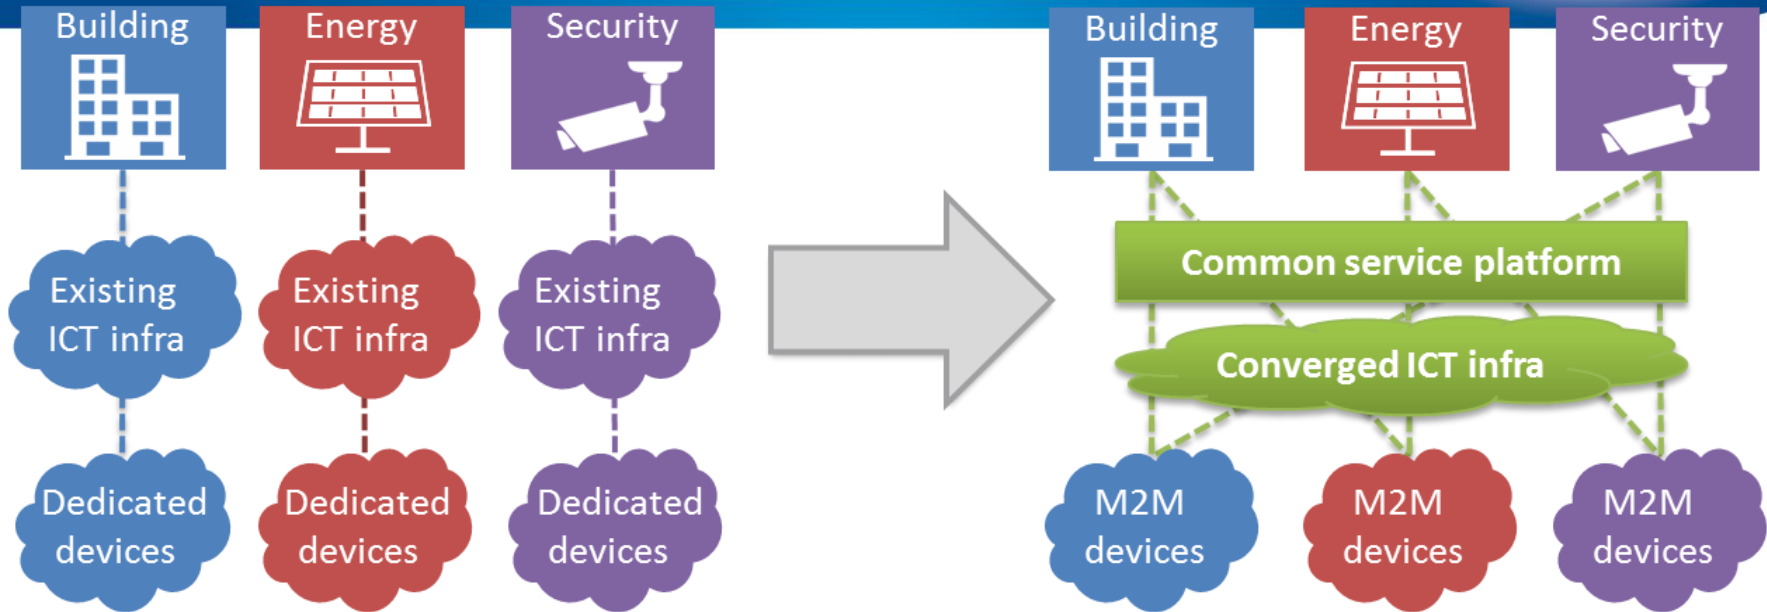 Building
Energy
Security
Existing
ICT infra
Existing
ICT infra
Existing
ICT infra
Dedicated
devices
Dedicated
devices
Dedicated
devices
Building
Energy
Security
Common service platform
Converged ICT infra
M2M
devices
M2M
devices
M2M
devices